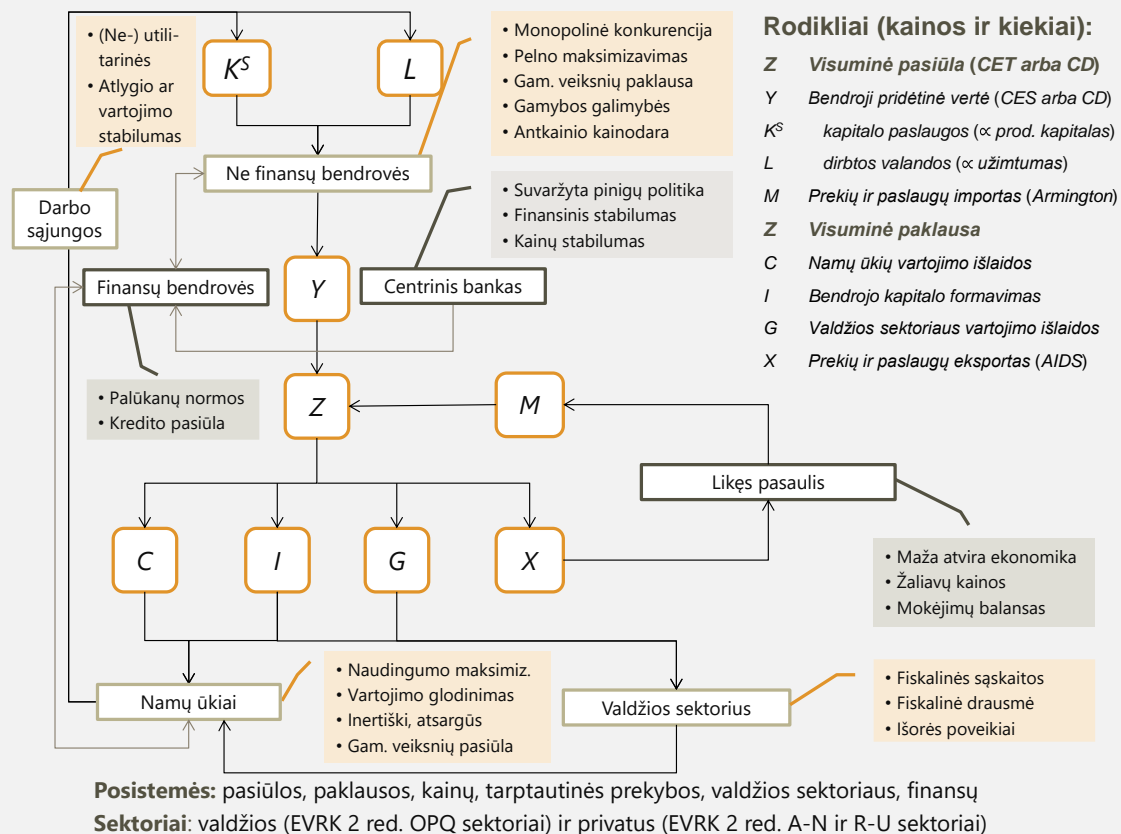 • (Ne-) utili-
tarinės
• Atlygio ar
vartojimo
stabilumas
K^S
L
• Monopolinė konkurencija
• Pelno maksimizavimas
• Gam. veiksnių paklausa
• Gamybos galimybės
• Antkainio kainodara
Ne finansų bendrovės
Darbo
sąjungos
• Suvaržyta pinigų politika
• Finansinis stabilumas
• Kainų stabilumas
Finansų bendrovės
Y
Centrinis bankas
• Palūkanų normos
• Kredito pasiūla
Z
M
Likęs pasaulis
C
I
G
X
• Maža atvira ekonomika
• Žaliavų kainos
• Mokėjimų balansas
Namų ūkiai
• Naudingumo maksimiz.
• Vartojimo glodinimas
• Inertiški, atsargūs
• Gam. veiksnių pasiūla
Valdžios sektorius
• Fiskalinės sąskaitos
• Fiskalinė drausmė
• Išorės poveikiai
Rodikliai (kainos ir kiekiai):
Z Visuminė pasiūla (CET arba CD)
Y Bendroji pridėtinė vertė (CES arba CD)
K^S kapitalo paslaugos (∝ prod. kapitalas)
L dirbtos valandos (∝ užimtumas)
M Prekių ir paslaugų importas (Armington)
Z Visuminė paklausa
C Namų ūkių vartojimo išlaidos
I Bendrojo kapitalo formavimas
G Valdžios sektoriaus vartojimo išlaidos
X Prekių ir paslaugų eksportas (AIDS)
Posistemės: pasiūlos, paklausos, kainų, tarptautinės prekybos, valdžios sektoriaus, finansų
Sektoriai: valdžios (EVRK 2 red. OPQ sektoriai) ir privatus (EVRK 2 red. A-N ir R-U sektoriai)